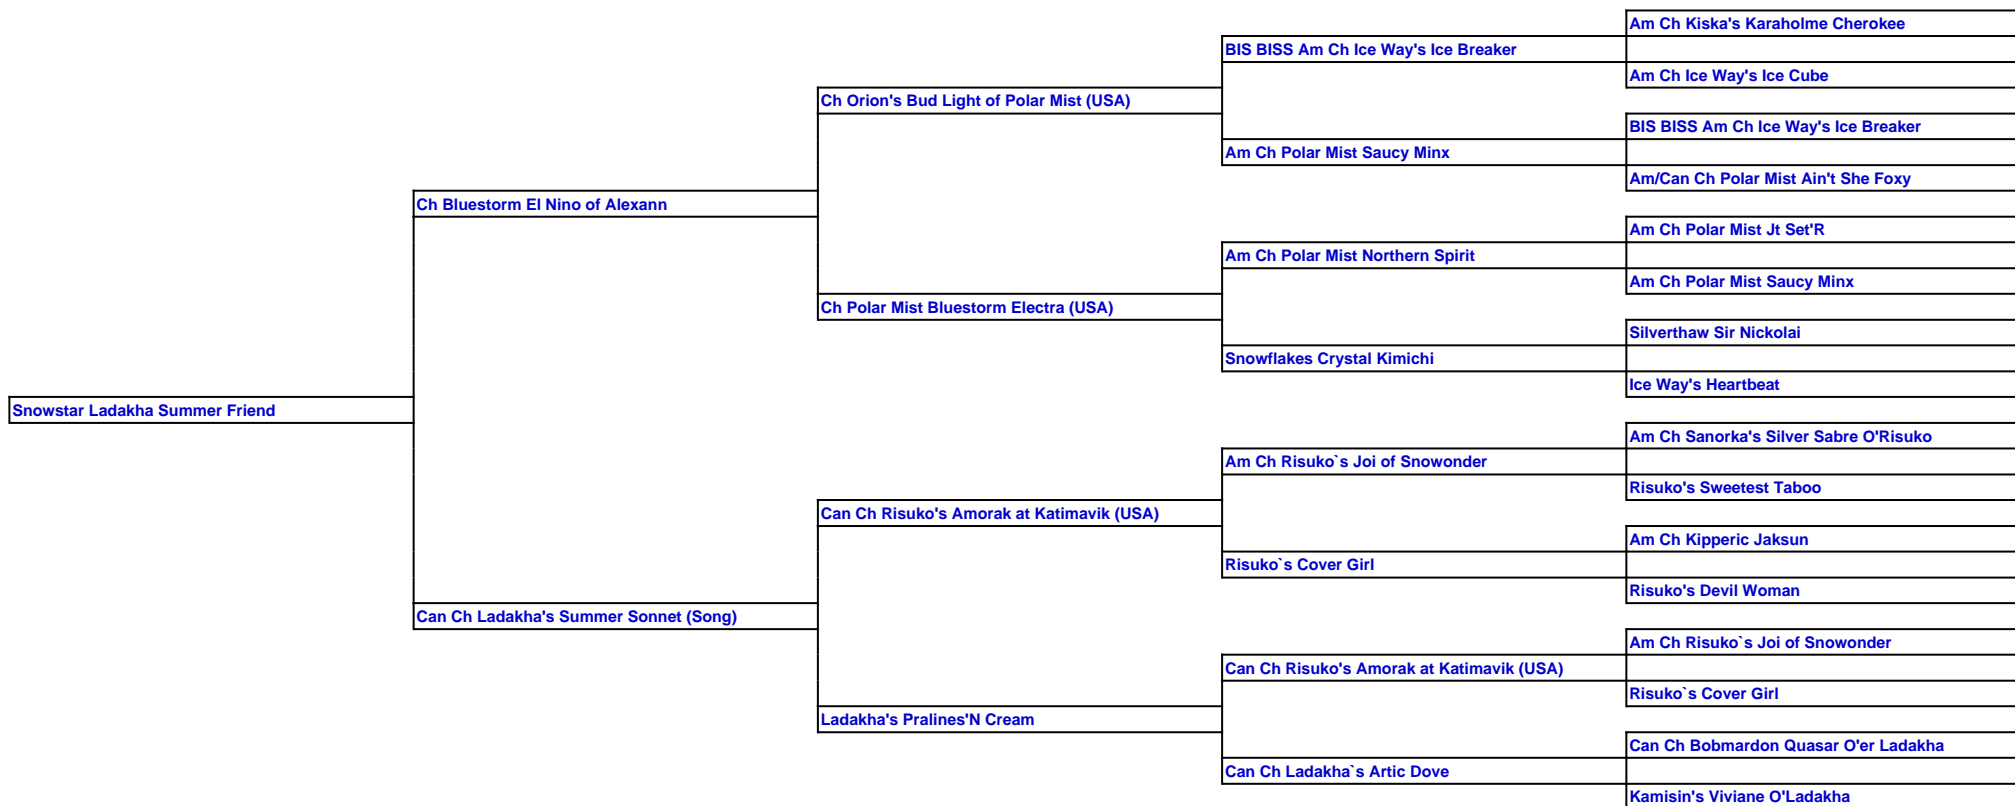 Am Ch Kiska's Karaholme Cherokee
BIS BISS Am Ch Ice Way's Ice Breaker
Am Ch Ice Way's Ice Cube
Ch Orion's Bud Light of Polar Mist (USA)
BIS BISS Am Ch Ice Way's Ice Breaker
Am Ch Polar Mist Saucy Minx
Am/Can Ch Polar Mist Ain't She Foxy
Ch Bluestorm El Nino of Alexann
Am Ch Polar Mist Jt Set'R
Am Ch Polar Mist Northern Spirit
Am Ch Polar Mist Saucy Minx
Ch Polar Mist Bluestorm Electra (USA)
Silverthaw Sir Nickolai
Snowflakes Crystal Kimichi
Ice Way's Heartbeat
Snowstar Ladakha Summer Friend
Am Ch Sanorka's Silver Sabre O'Risuko
Am Ch Risuko`s Joi of Snowonder
Risuko's Sweetest Taboo
Can Ch Risuko's Amorak at Katimavik (USA)
Am Ch Kipperic Jaksun
Risuko`s Cover Girl
Risuko's Devil Woman
Can Ch Ladakha's Summer Sonnet (Song)
Am Ch Risuko`s Joi of Snowonder
Can Ch Risuko's Amorak at Katimavik (USA)
Risuko`s Cover Girl
Ladakha's Pralines'N Cream
Can Ch Bobmardon Quasar O'er Ladakha
Can Ch Ladakha`s Artic Dove
Kamisin's Viviane O'Ladakha